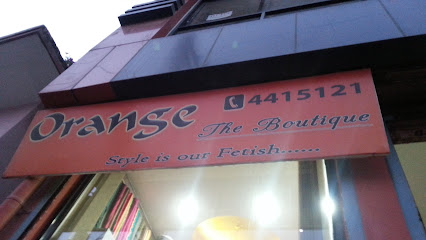 Orange The Boutique
4415121
Style is our Fetish......